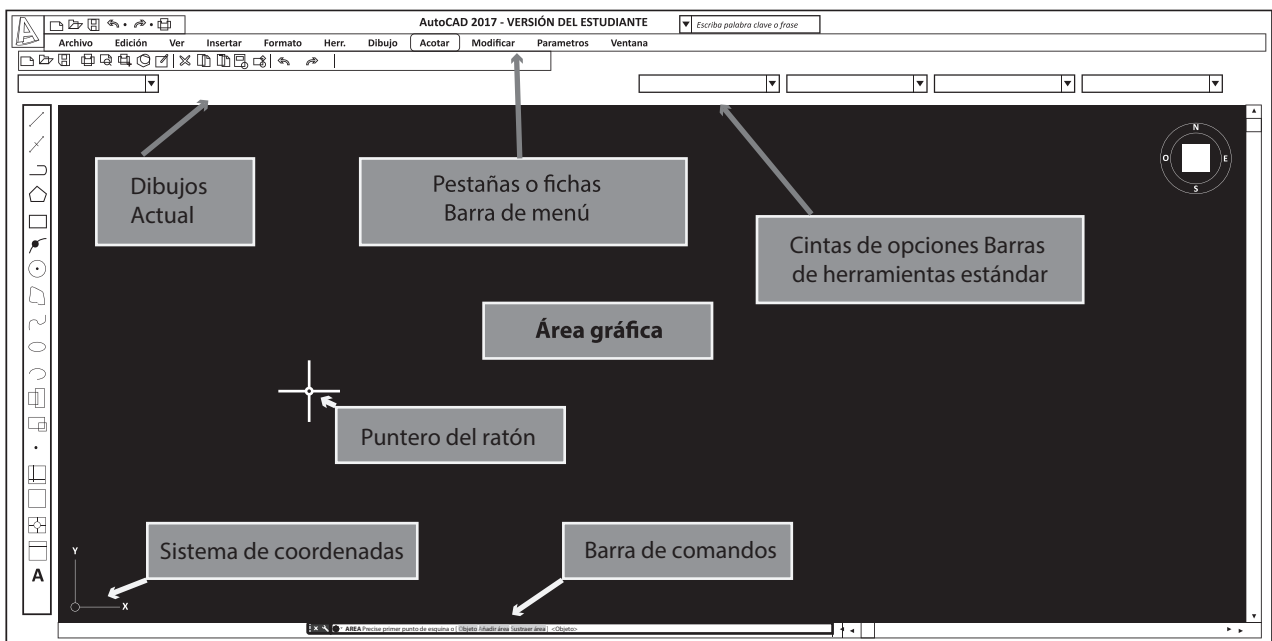 AutoCAD 2017 - VERSIÓN DEL ESTUDIANTE
Escriba palabra clave o frase
Archivo Edición Ver Insertar Formato Herr. Dibujo Acotar Modificar Parametros Ventana
N
O E
S
Dibujos
Actual
Pestañas o fichas
Barra de menú
Cintas de opciones Barras
de herramientas estándar
Área gráfica
Puntero del ratón
Sistema de coordenadas
Barra de comandos
Y
X
A
AREA Precise primer punto de esquina o [ Objeto Añadir área Sustraer área ] <Objeto>